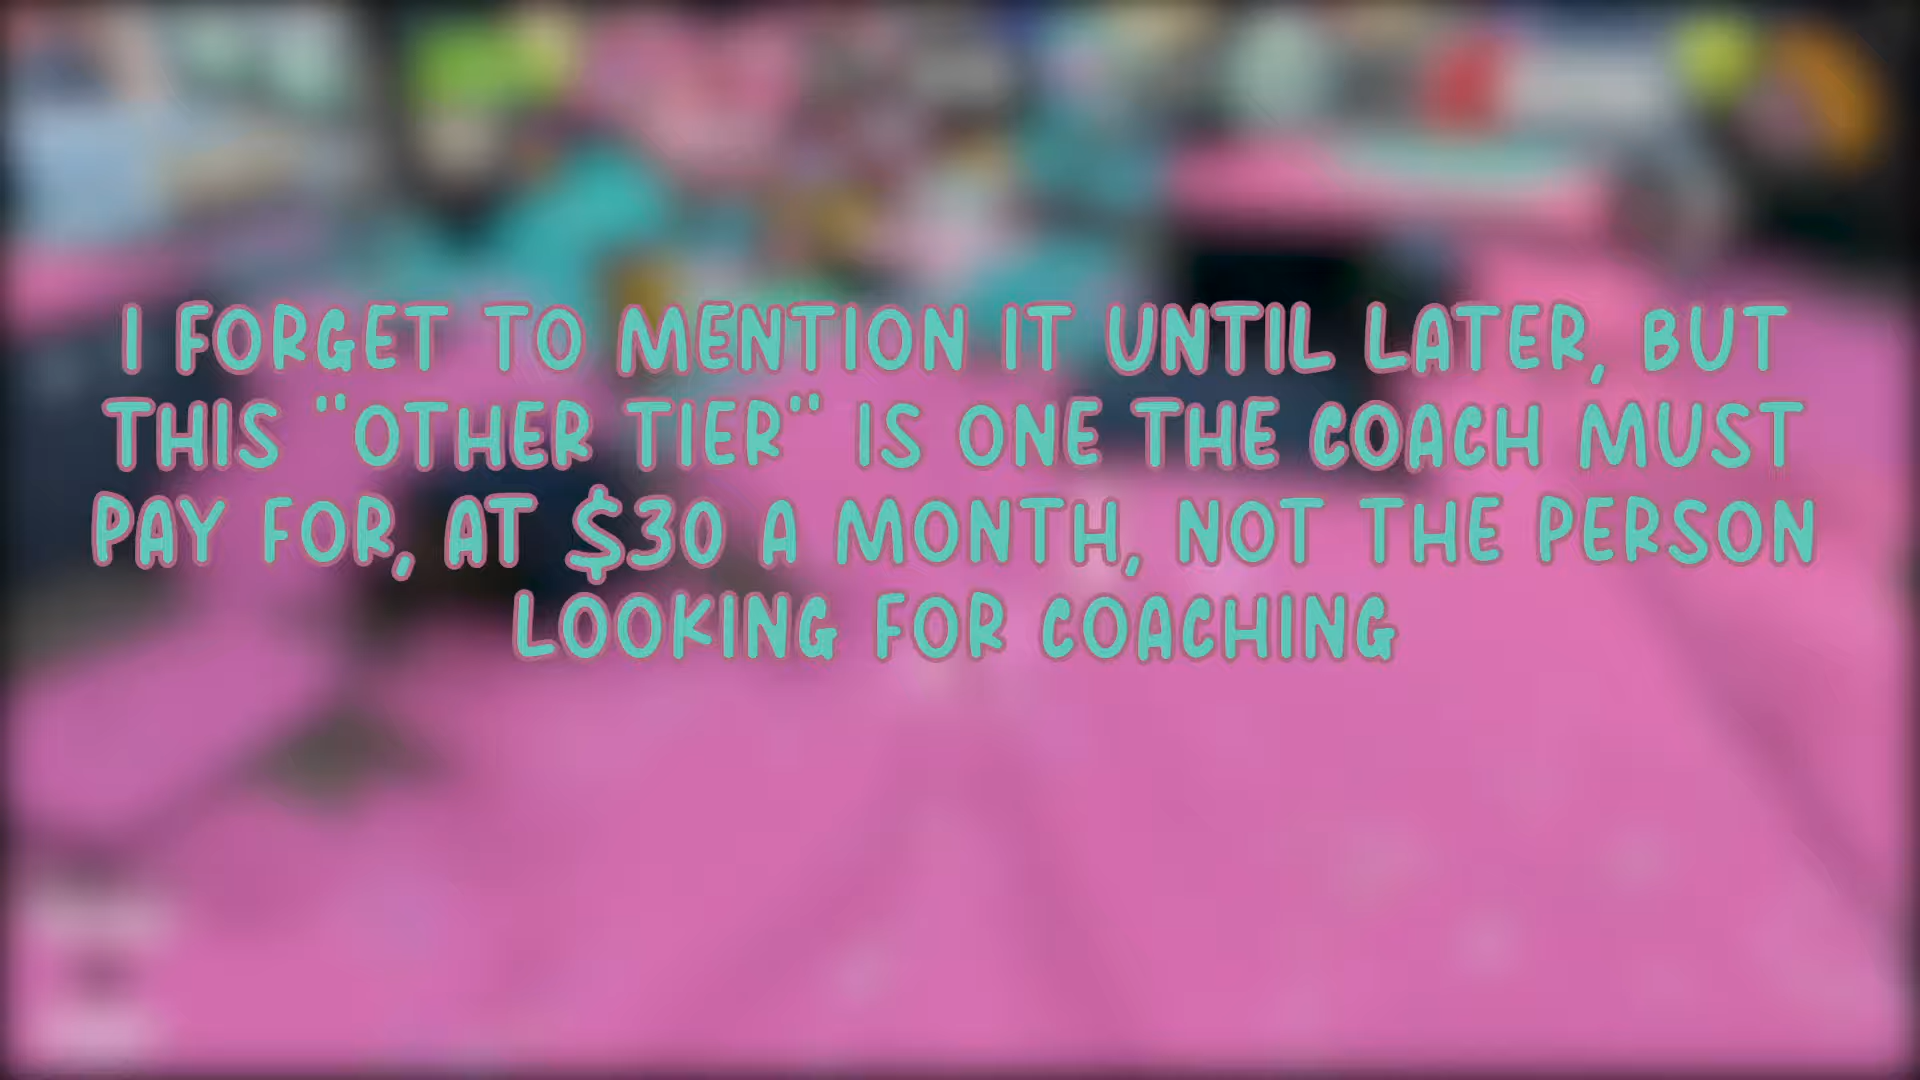 I FORGET TO MENTION IT UNTIL LATER, BUT
THIS "OTHER TIER" IS ONE THE COACH MUST
PAY FOR, AT $30 A MONTH, NOT THE PERSON
LOOKING FOR COACHING